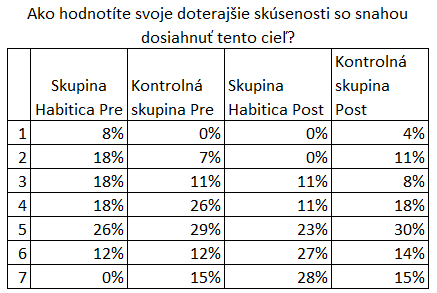 Ako hodnotíte svoje doterajšie skúsenosti so snahou
dosiahnuť tento cieľ?
Skupina Habitica Pre | Kontrolná skupina Pre | Skupina Habitica Post | Kontrolná skupina Post
1 8% 0% 0% 4%
2 18% 7% 0% 11%
3 18% 11% 11% 8%
4 18% 26% 11% 18%
5 26% 29% 23% 30%
6 12% 12% 27% 14%
7 0% 15% 28% 15%